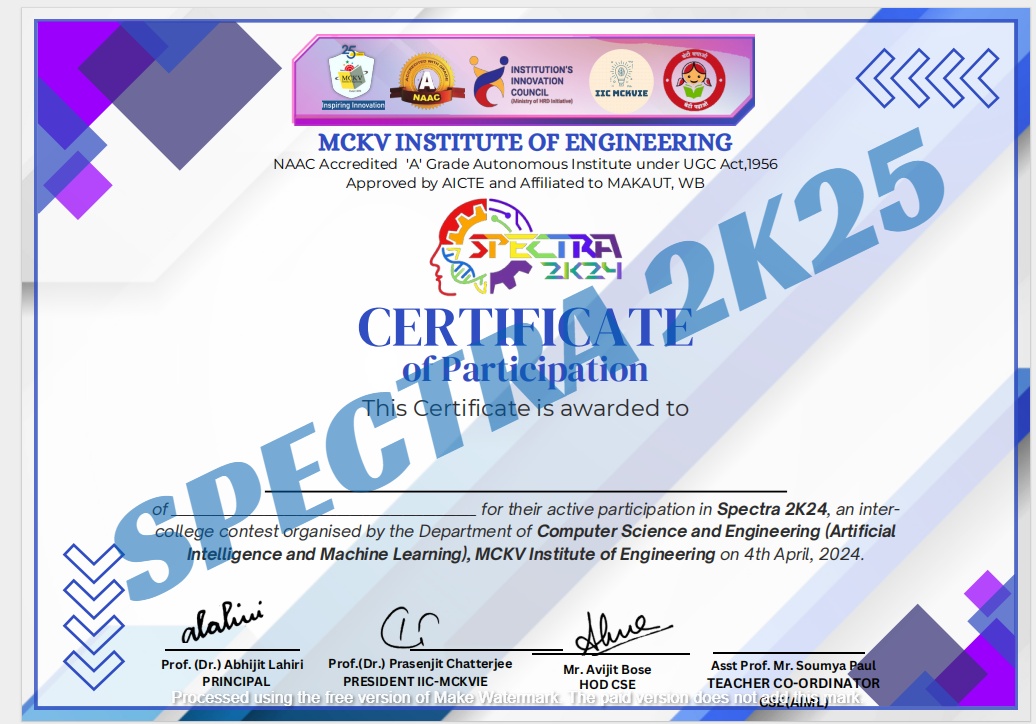 25
MCKV
Inspiring Innovation
ACCREDITED WITH GRADE
A
NAAC
INSTITUTION'S
INNOVATION
COUNCIL
(Ministry of HRD Initiative)
IIC MCKVIE
बेटी बचाओ
बेटी पढ़ाओ
MCKV INSTITUTE OF ENGINEERING
NAAC Accredited 'A' Grade Autonomous Institute under UGC Act,1956
Approved by AICTE and Affiliated to MAKAUT, WB
SPECTRA
2K24
SPECTRA 2K25
CERTIFICATE
of Participation
This Certificate is awarded to
of ______________________ for their active participation in Spectra 2K24, an inter-
college contest organised by the Department of Computer Science and Engineering (Artificial
Intelligence and Machine Learning), MCKV Institute of Engineering on 4th April, 2024.
Prof.(Dr.) Abhijit Lahiri
PRINCIPAL
Prof.(Dr.) Prasenjit Chatterjee
PRESIDENT IIC-MCKVIE
Mr. Avijit Bose
HOD CSE
Asst Prof. Mr. Soumya Paul
TEACHER CO-ORDINATOR
CSE(AIML)
Processed using the free version of Make Watermark. The paid version does not add this mark.